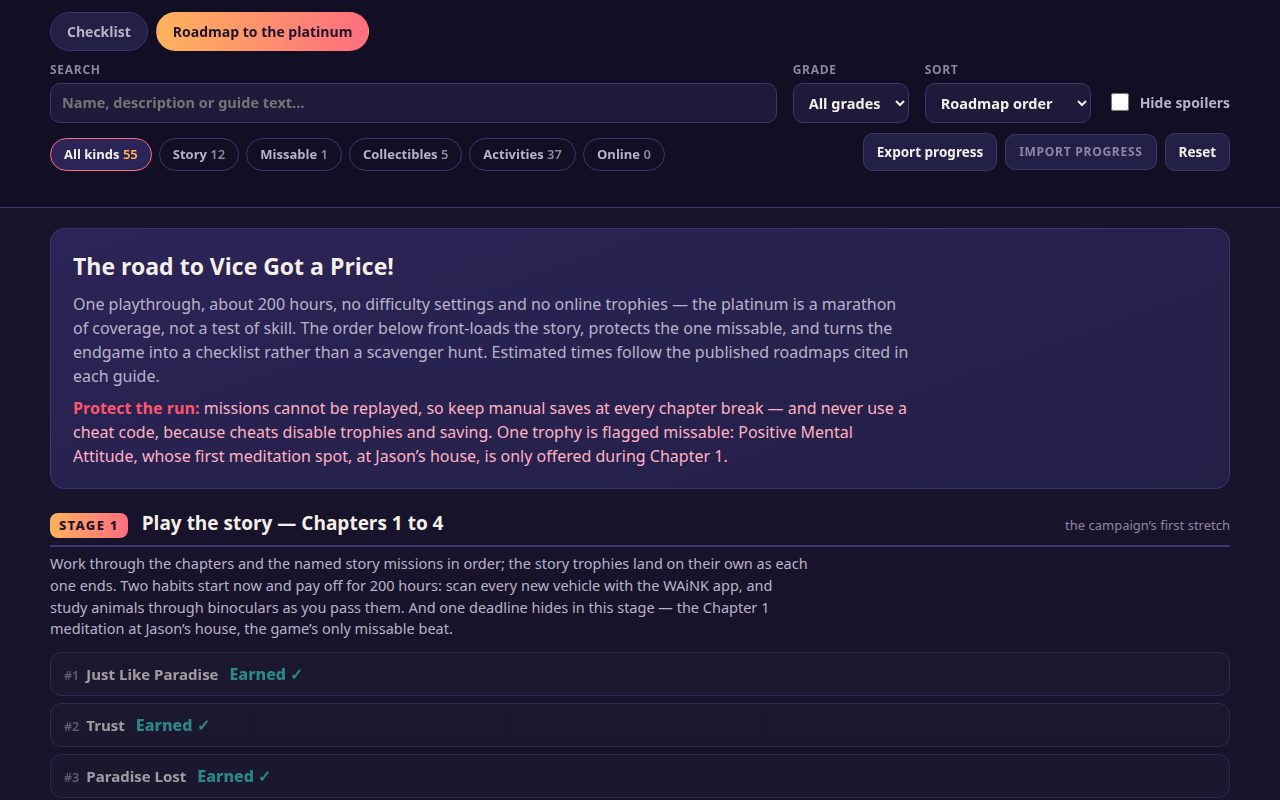 Checklist
Roadmap to the platinum
SEARCH
GRADE
SORT
Name, description or guide text...
All grades
Roadmap order
Hide spoilers
All kinds 55
Story 12
Missable 1
Collectibles 5
Activities 37
Online 0
Export progress
IMPORT PROGRESS
Reset
The road to Vice Got a Price!
One playthrough, about 200 hours, no difficulty settings and no online trophies — the platinum is a marathon
of coverage, not a test of skill. The order below front-loads the story, protects the one missable, and turns the
endgame into a checklist rather than a scavenger hunt. Estimated times follow the published roadmaps cited in
each guide.
Protect the run: missions cannot be replayed, so keep manual saves at every chapter break — and never use a
cheat code, because cheats disable trophies and saving. One trophy is flagged missable: Positive Mental
Attitude, whose first meditation spot, at Jason’s house, is only offered during Chapter 1.
STAGE 1
Play the story — Chapters 1 to 4
the campaign’s first stretch
Work through the chapters and the named story missions in order; the story trophies land on their own as each
one ends. Two habits start now and pay off for 200 hours: scan every new vehicle with the WAiNK app, and
study animals through binoculars as you pass them. And one deadline hides in this stage — the Chapter 1
meditation at Jason’s house, the game’s only missable beat.
#1 Just Like Paradise Earned ✓
#2 Trust Earned ✓
#3 Paradise Lost Earned ✓